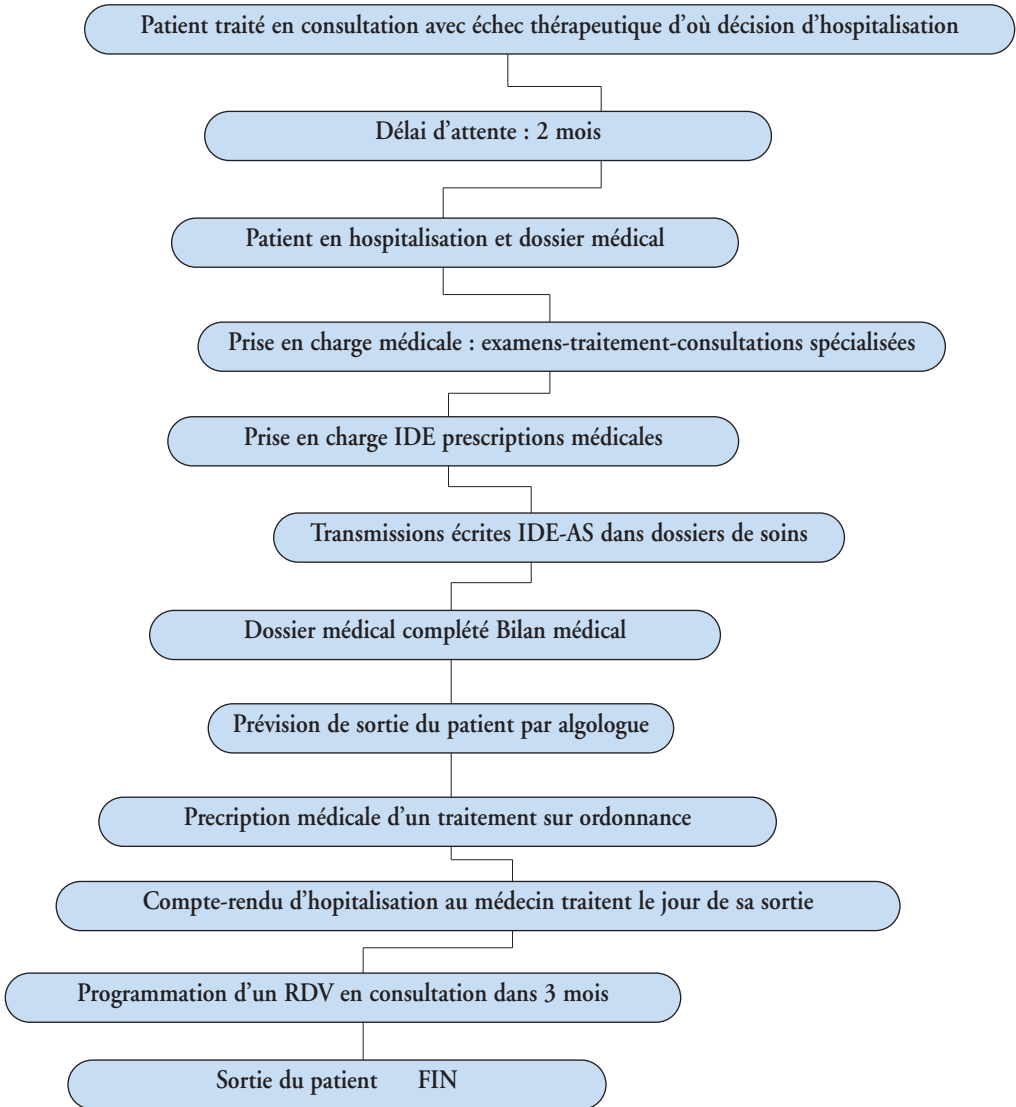 Patient traité en consultation avec échec thérapeutique d'où décision d'hospitalisation
Délai d'attente : 2 mois
Patient en hospitalisation et dossier médical
Prise en charge médicale : examens-traitement-consultations spécialisées
Prise en charge IDE prescriptions médicales
Transmissions écrites IDE-AS dans dossiers de soins
Dossier médical complété Bilan médical
Prévision de sortie du patient par algologue
Precription médicale d'un traitement sur ordonnance
Compte-rendu d'hopitalisation au médecin traitent le jour de sa sortie
Programmation d'un RDV en consultation dans 3 mois
Sortie du patient FIN